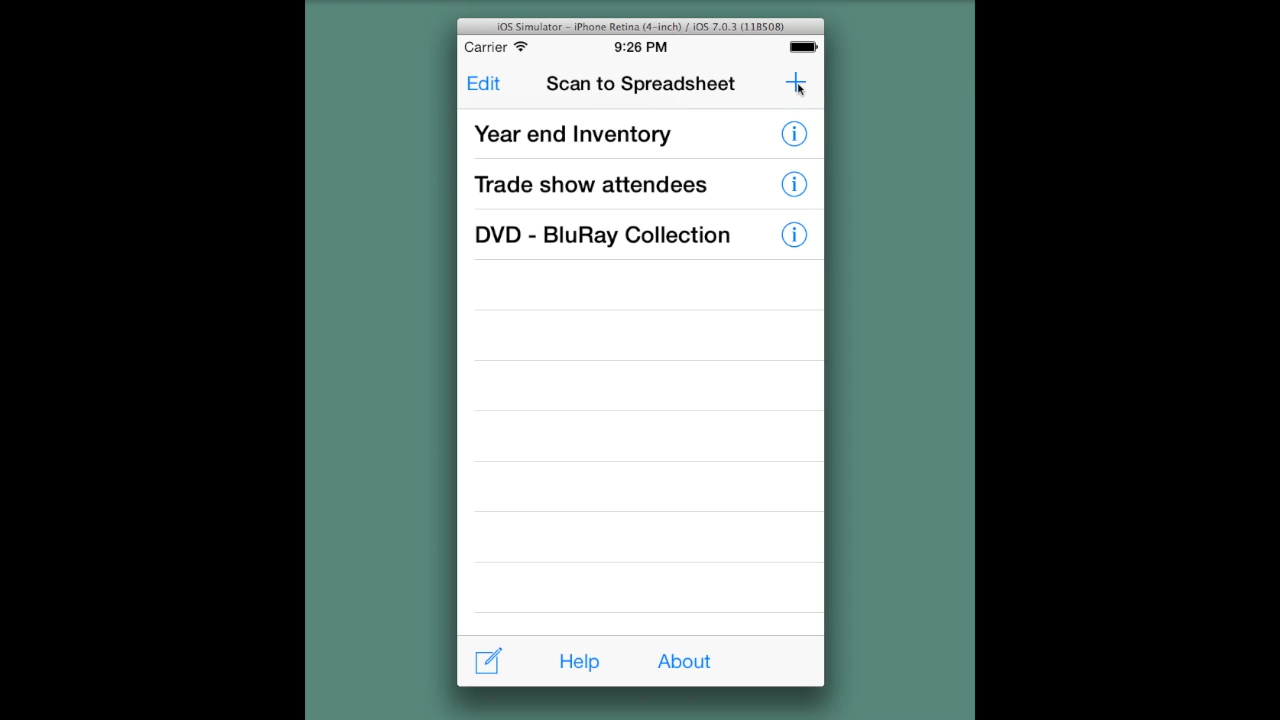 iOS Simulator – iPhone Retina (4-inch) / iOS 7.0.3 (11B508)
Carrier 9:26 PM
Edit Scan to Spreadsheet +
Year end Inventory i
Trade show attendees i
DVD - BluRay Collection i
Help About